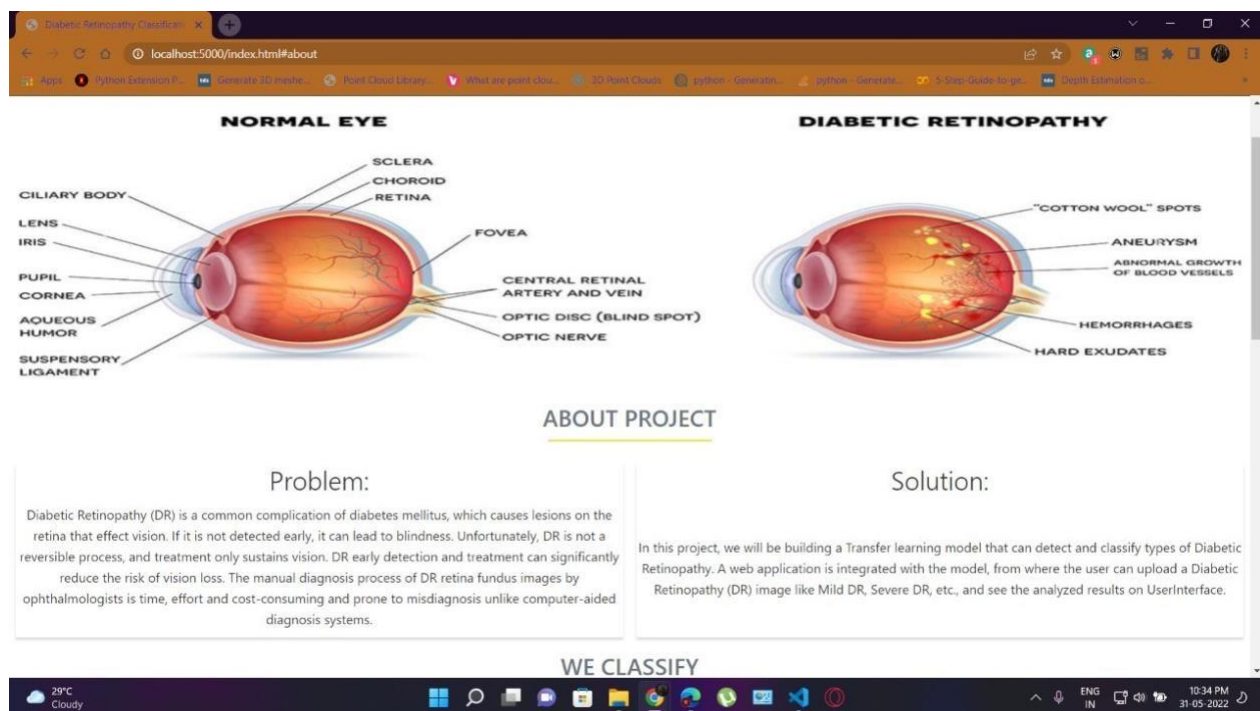 Diabetic Retinopathy Classificati
localhost:5000/index.html#about
Apps Python Extension P... Generate 3D meshe... Point Cloud Library... What are point clou... 3D Point Clouds python - Generatin... python - Generate... 5-Step-Guide-to-ge... Depth Estimation o...
NORMAL EYE
SCLERA
CHOROID
RETINA
CILIARY BODY
LENS
IRIS
FOVEA
PUPIL
CORNEA
CENTRAL RETINAL
ARTERY AND VEIN
AQUEOUS
HUMOR
OPTIC DISC (BLIND SPOT)
OPTIC NERVE
SUSPENSORY
LIGAMENT
DIABETIC RETINOPATHY
"COTTON WOOL" SPOTS
ANEURYSM
ABNORMAL GROWTH
OF BLOOD VESSELS
HEMORRHAGES
HARD EXUDATES
ABOUT PROJECT
Problem:
Diabetic Retinopathy (DR) is a common complication of diabetes mellitus, which causes lesions on the
retina that effect vision. If it is not detected early, it can lead to blindness. Unfortunately, DR is not a
reversible process, and treatment only sustains vision. DR early detection and treatment can significantly
reduce the risk of vision loss. The manual diagnosis process of DR retina fundus images by
ophthalmologists is time, effort and cost-consuming and prone to misdiagnosis unlike computer-aided
diagnosis systems.
Solution:
In this project, we will be building a Transfer learning model that can detect and classify types of Diabetic
Retinopathy. A web application is integrated with the model, from where the user can upload a Diabetic
Retinopathy (DR) image like Mild DR, Severe DR, etc., and see the analyzed results on UserInterface.
WE CLASSIFY
29°C
Cloudy
ENG
IN
10:34 PM
31-05-2022